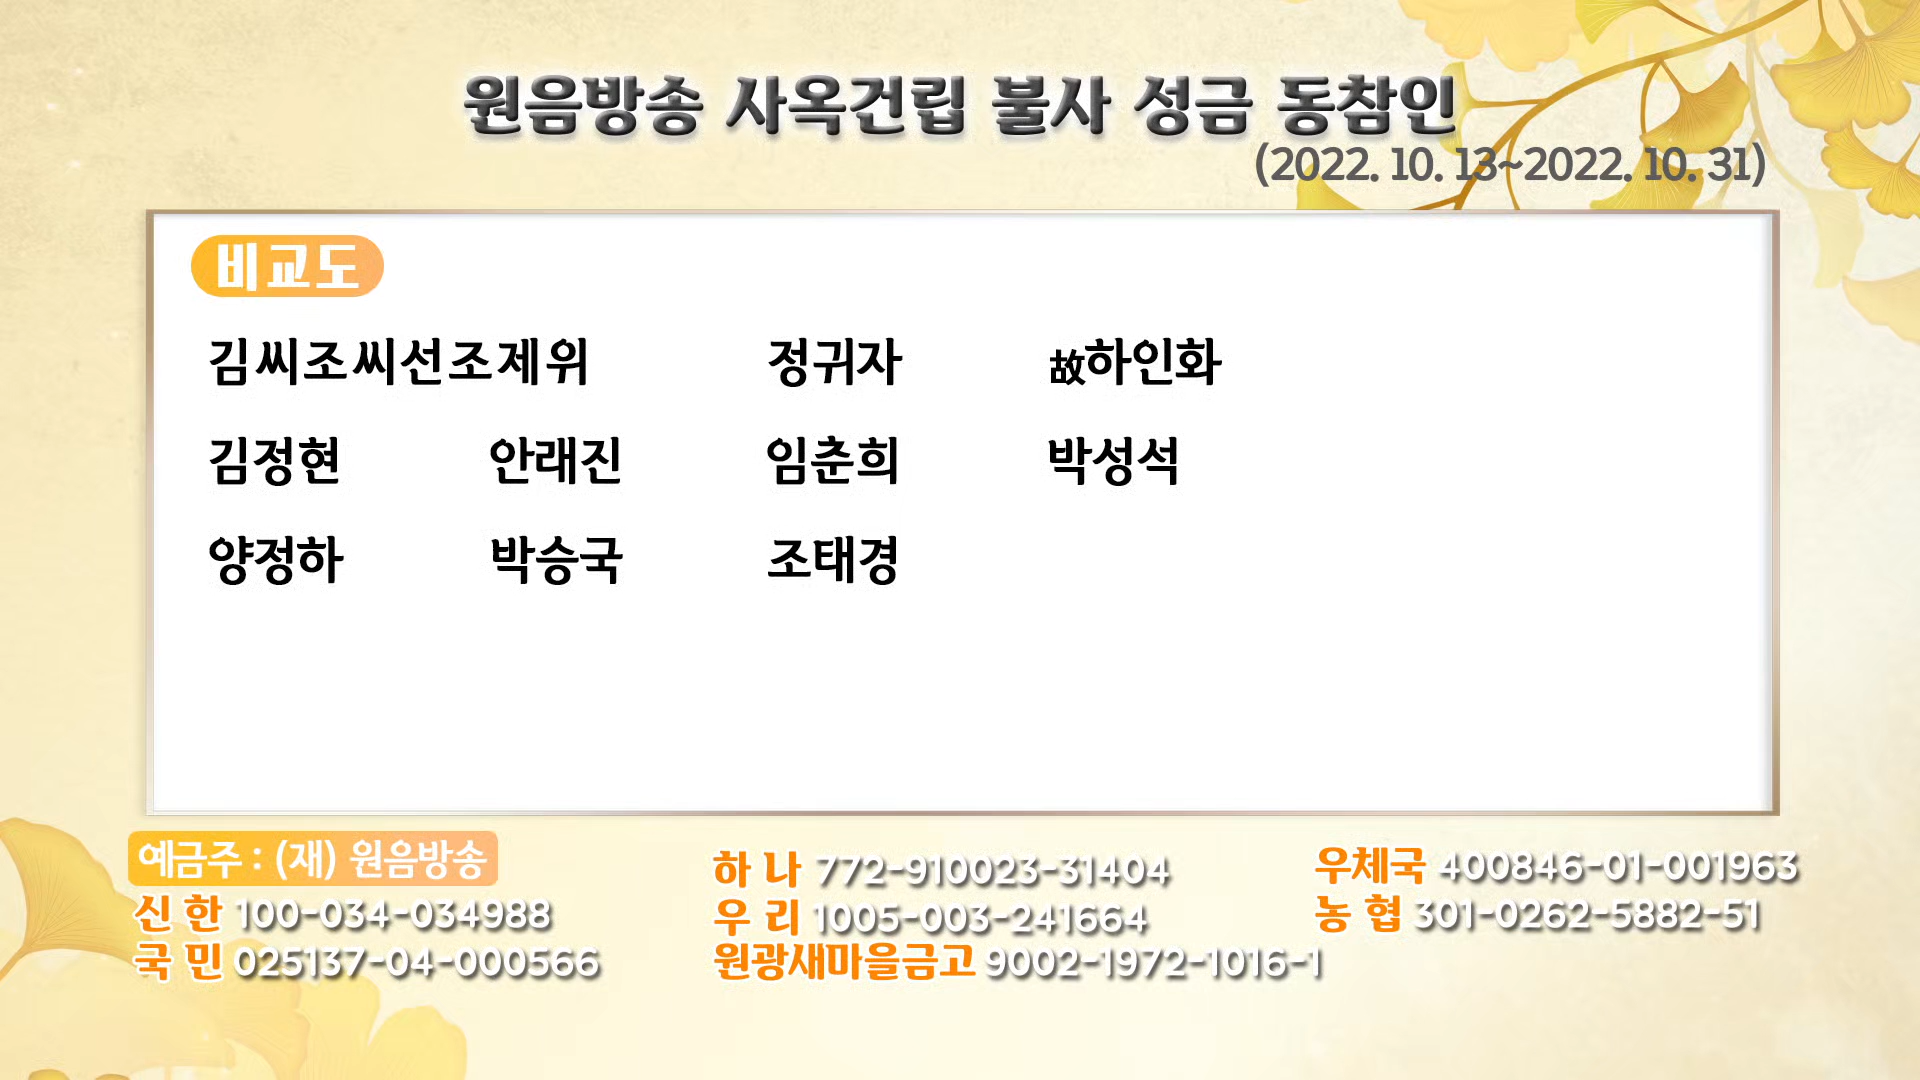 원음방송 사옥건립 불사 성금 동참인
(2022. 10. 13~2022. 10. 31)
비교도
김씨조씨선조제위 정귀자 故하인화
김정현 안래진 임춘희 박성석
양정하 박승국 조태경
예금주 : (재) 원음방송
신 한 100-034-034988
국 민 025137-04-000566
하 나 772-910023-31404
우 리 1005-003-241664
원광새마을금고 9002-1972-1016-1
우체국 400846-01-001963
농 협 301-0262-5882-51